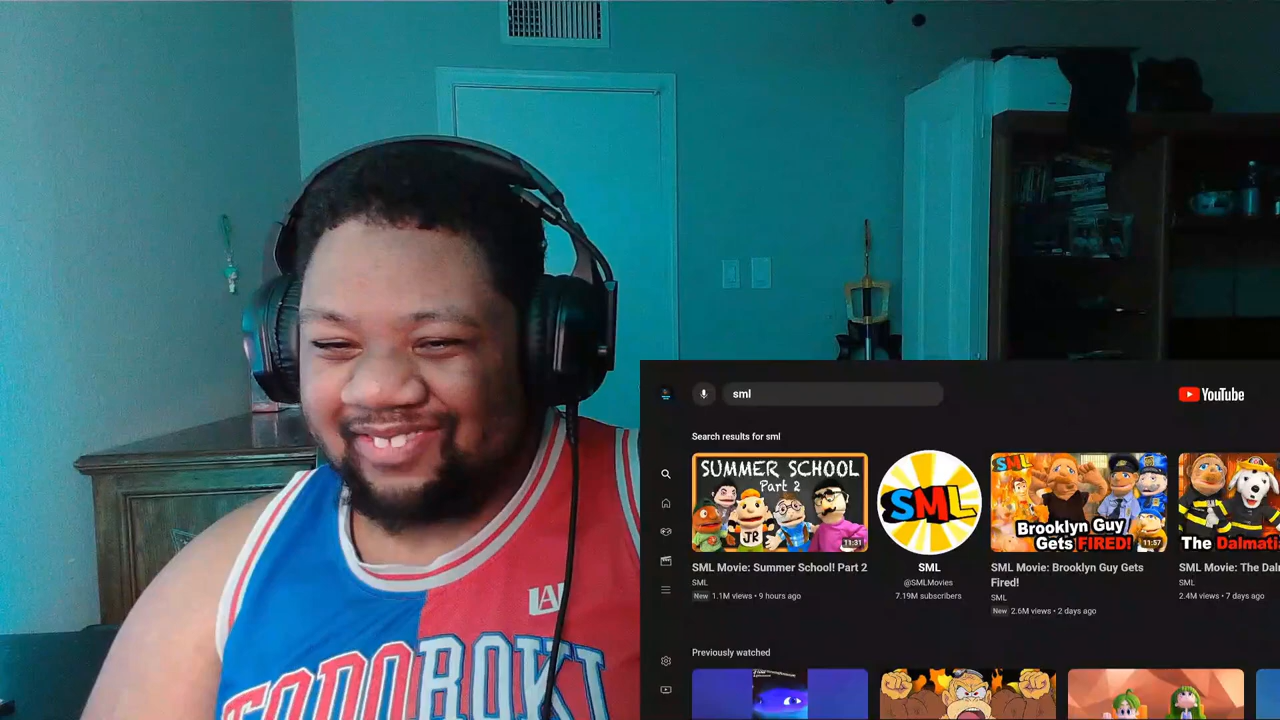 sml
YouTube
Search results for sml
SUMMER SCHOOL
Part 2
JR
11:31
SML
SML
Brooklyn Guy
Gets FIRED!
11:57
The Dalmati
SML Movie: Summer School! Part 2
SML
New 1.1M views • 9 hours ago
SML
@SMLMovies
7.19M subscribers
SML Movie: Brooklyn Guy Gets
Fired!
SML
New 2.6M views • 2 days ago
SML Movie: The Dal
SML
2.4M views • 7 days ago
Previously watched
TODOROKI